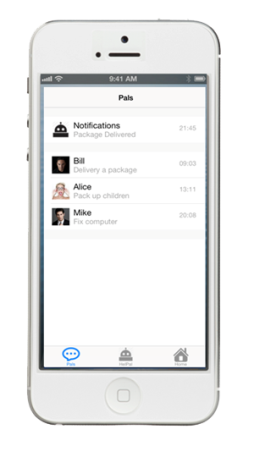 9:41 AM
Pals
Notifications
21:45
Package Delivered
Bill
09:03
Delivery a package
Alice
13:11
Pack up children
Mike
20:08
Fix computer
Pals
Home